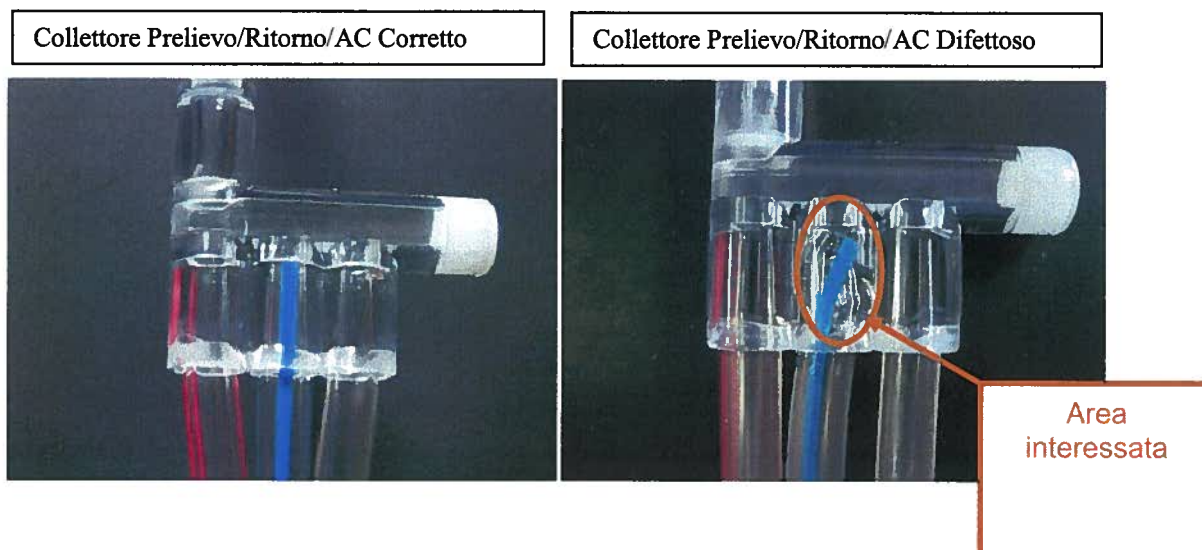 Collettore Prelievo/Ritorno/AC Corretto
Collettore Prelievo/Ritorno/AC Difettoso
Area
interessata